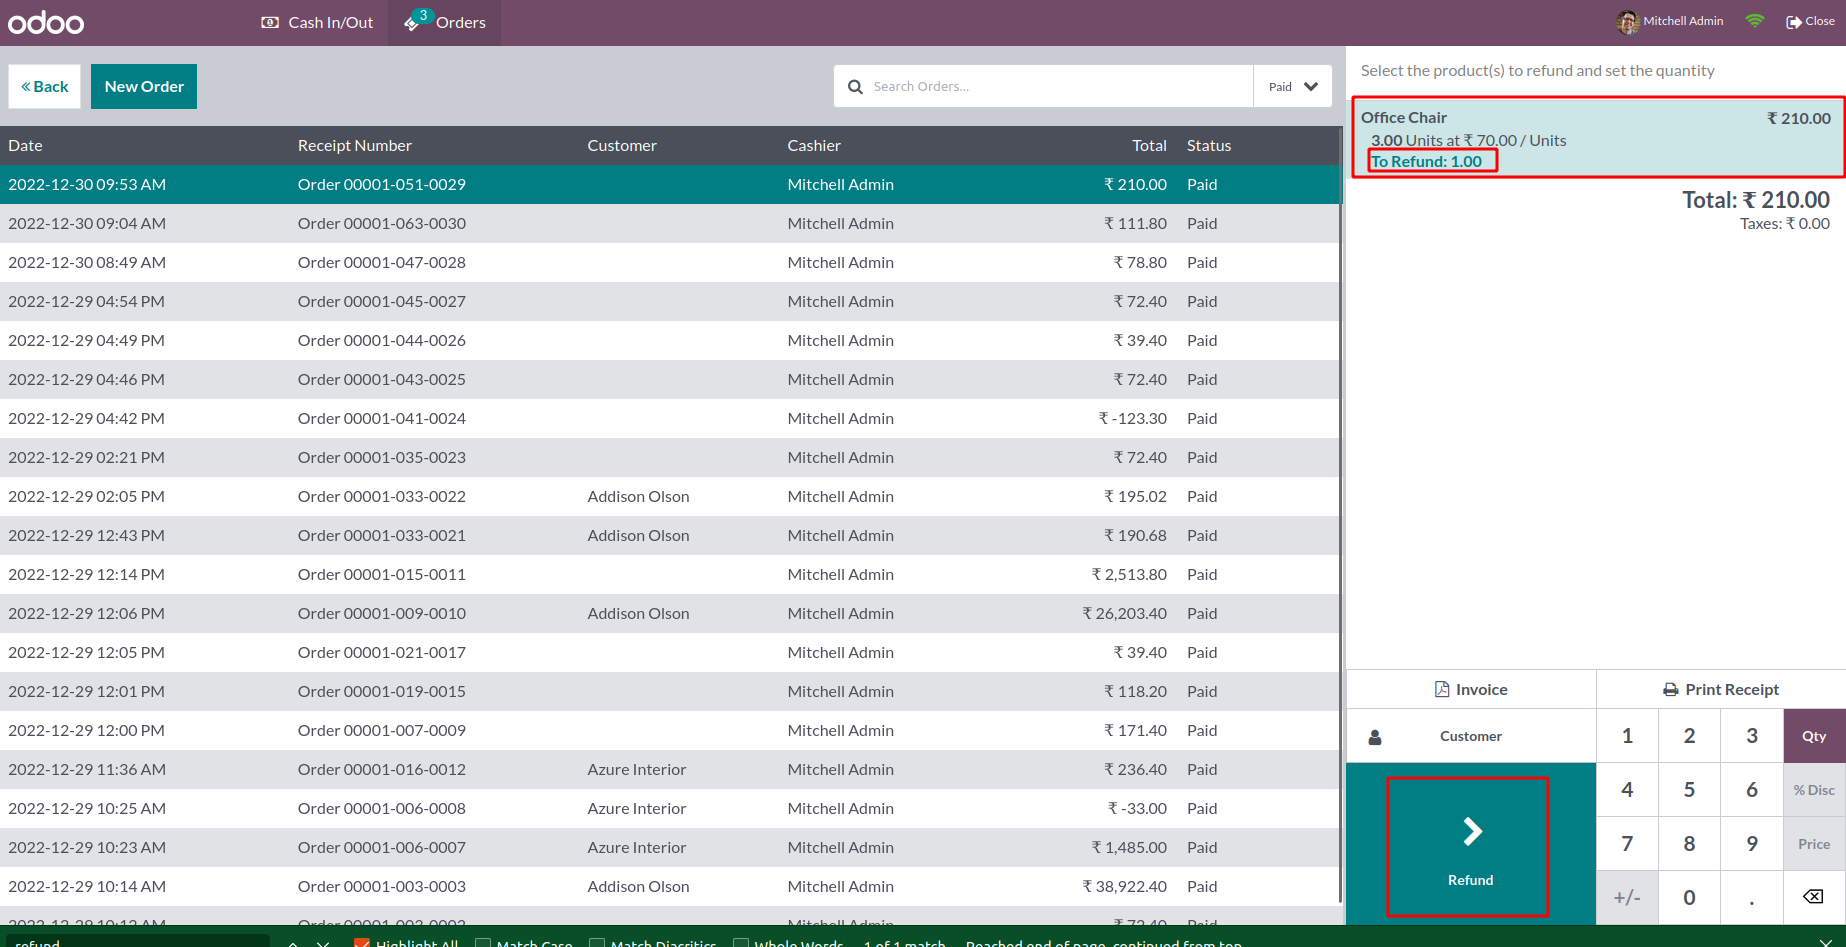 odoo Cash In/Out 3 Orders Mitchell Admin Close
« Back New Order Search Orders... Paid
Select the product(s) to refund and set the quantity
Office Chair ₹ 210.00
3.00 Units at ₹ 70.00 / Units
To Refund: 1.00
Total: ₹ 210.00
Taxes: ₹ 0.00
Date Receipt Number Customer Cashier Total Status
2022-12-30 09:53 AM Order 00001-051-0029 Mitchell Admin ₹ 210.00 Paid
2022-12-30 09:04 AM Order 00001-063-0030 Mitchell Admin ₹ 111.80 Paid
2022-12-30 08:49 AM Order 00001-047-0028 Mitchell Admin ₹ 78.80 Paid
2022-12-29 04:54 PM Order 00001-045-0027 Mitchell Admin ₹ 72.40 Paid
2022-12-29 04:49 PM Order 00001-044-0026 Mitchell Admin ₹ 39.40 Paid
2022-12-29 04:46 PM Order 00001-043-0025 Mitchell Admin ₹ 72.40 Paid
2022-12-29 04:42 PM Order 00001-041-0024 Mitchell Admin ₹ -123.30 Paid
2022-12-29 02:21 PM Order 00001-035-0023 Mitchell Admin ₹ 72.40 Paid
2022-12-29 02:05 PM Order 00001-033-0022 Addison Olson Mitchell Admin ₹ 195.02 Paid
2022-12-29 12:43 PM Order 00001-033-0021 Addison Olson Mitchell Admin ₹ 190.68 Paid
2022-12-29 12:14 PM Order 00001-015-0011 Mitchell Admin ₹ 2,513.80 Paid
2022-12-29 12:06 PM Order 00001-009-0010 Addison Olson Mitchell Admin ₹ 26,203.40 Paid
2022-12-29 12:05 PM Order 00001-021-0017 Mitchell Admin ₹ 39.40 Paid
2022-12-29 12:01 PM Order 00001-019-0015 Mitchell Admin ₹ 118.20 Paid
2022-12-29 12:00 PM Order 00001-007-0009 Mitchell Admin ₹ 171.40 Paid
2022-12-29 11:36 AM Order 00001-016-0012 Azure Interior Mitchell Admin ₹ 236.40 Paid
2022-12-29 10:25 AM Order 00001-006-0008 Azure Interior Mitchell Admin ₹ -33.00 Paid
2022-12-29 10:23 AM Order 00001-006-0007 Azure Interior Mitchell Admin ₹ 1,485.00 Paid
2022-12-29 10:14 AM Order 00001-003-0003 Addison Olson Mitchell Admin ₹ 38,922.40 Paid
Invoice Print Receipt
Customer 1 2 3 Qty
4 5 6 % Disc
7 8 9 Price
Refund +/- 0 .
refund Highlight All Match Case Match Diacritics Whole Words 1 of 1 match Reached end of page, continued from top